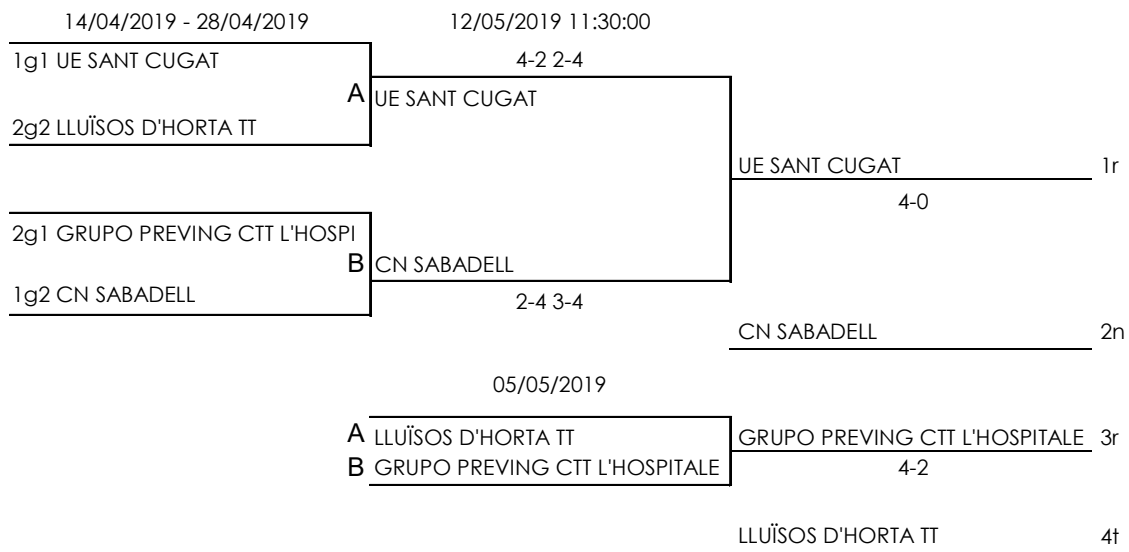 14/04/2019 - 28/04/2019 12/05/2019 11:30:00
1g1 UE SANT CUGAT 4-2 2-4
A UE SANT CUGAT
2g2 LLUÏSOS D'HORTA TT
UE SANT CUGAT 1r
4-0
2g1 GRUPO PREVING CTT L'HOSPI
B CN SABADELL
1g2 CN SABADELL 2-4 3-4
CN SABADELL 2n
05/05/2019
A LLUÏSOS D'HORTA TT GRUPO PREVING CTT L'HOSPITALE 3r
B GRUPO PREVING CTT L'HOSPITALE 4-2
LLUÏSOS D'HORTA TT 4t